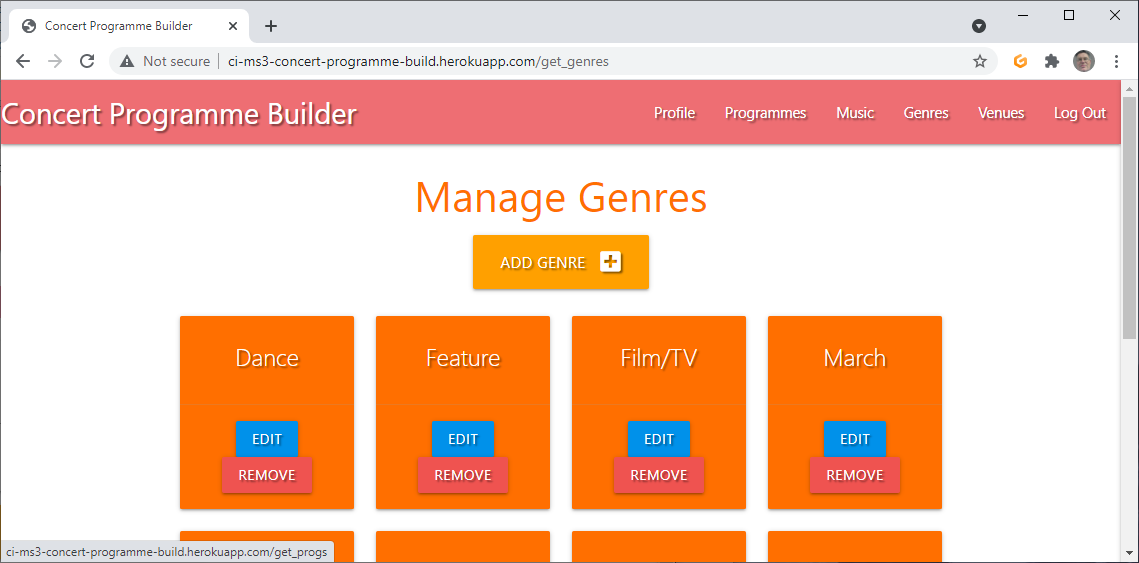 Concert Programme Builder
Not secure ci-ms3-concert-programme-build.herokuapp.com/get_genres
Concert Programme Builder Profile Programmes Music Genres Venues Log Out
Manage Genres
ADD GENRE
Dance Feature Film/TV March
EDIT EDIT EDIT EDIT
REMOVE REMOVE REMOVE REMOVE
ci-ms3-concert-programme-build.herokuapp.com/get_progs